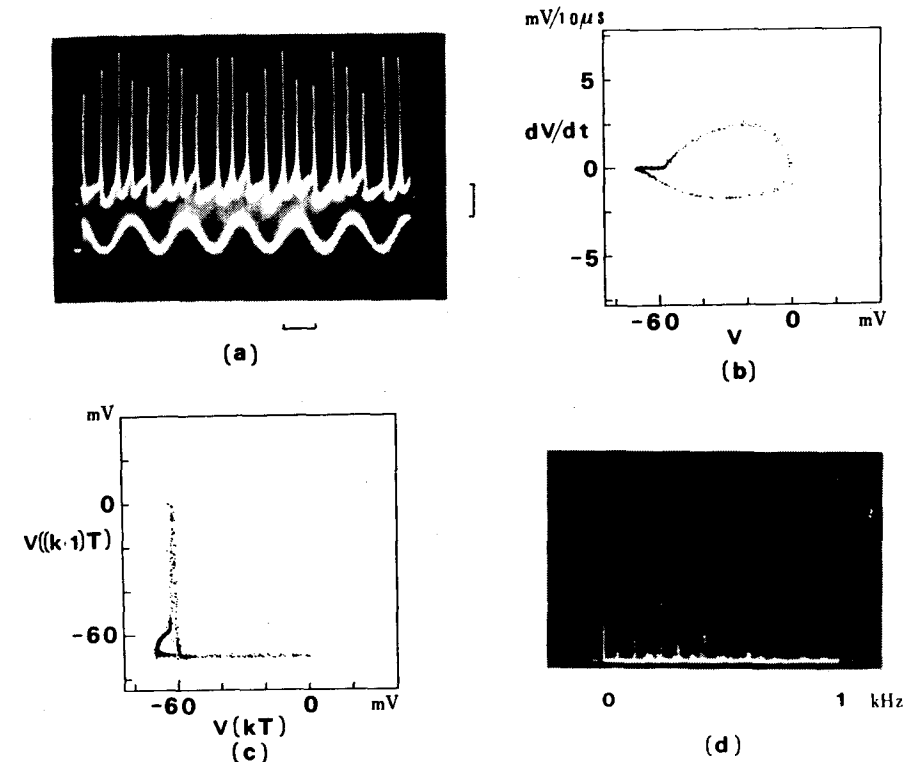 (a)
mV/10μs
5
dV/dt
0
-5
-60 0 mV
V
(b)
mV
0
V((k·1)T)
-60
-60 0 mV
V(kT)
(c)
0 1 kHz
(d)